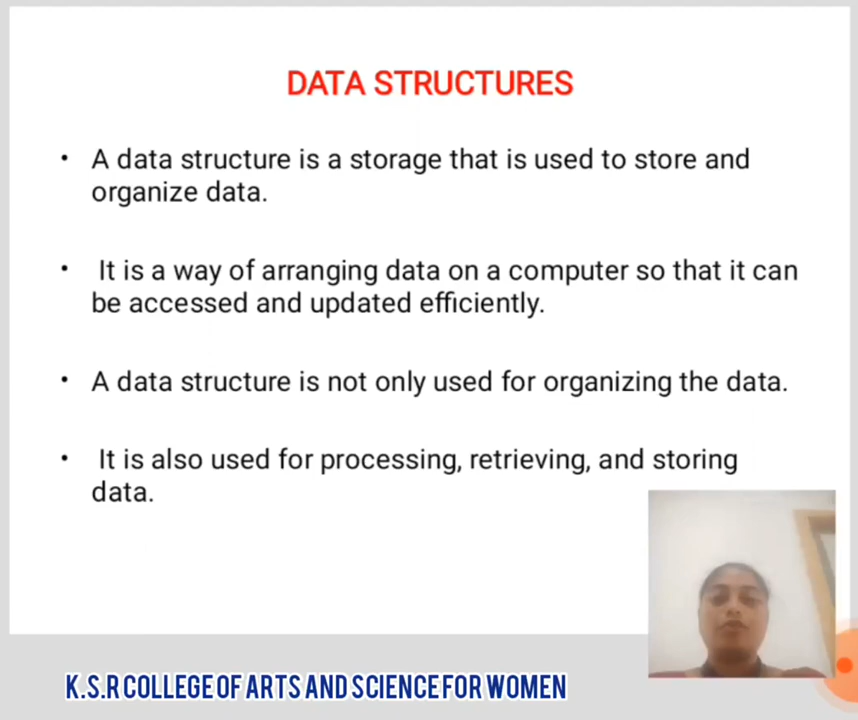 DATA STRUCTURES
• A data structure is a storage that is used to store and
organize data.
• It is a way of arranging data on a computer so that it can
be accessed and updated efficiently.
• A data structure is not only used for organizing the data.
• It is also used for processing, retrieving, and storing
data.
K.S.R COLLEGE OF ARTS AND SCIENCE FOR WOMEN